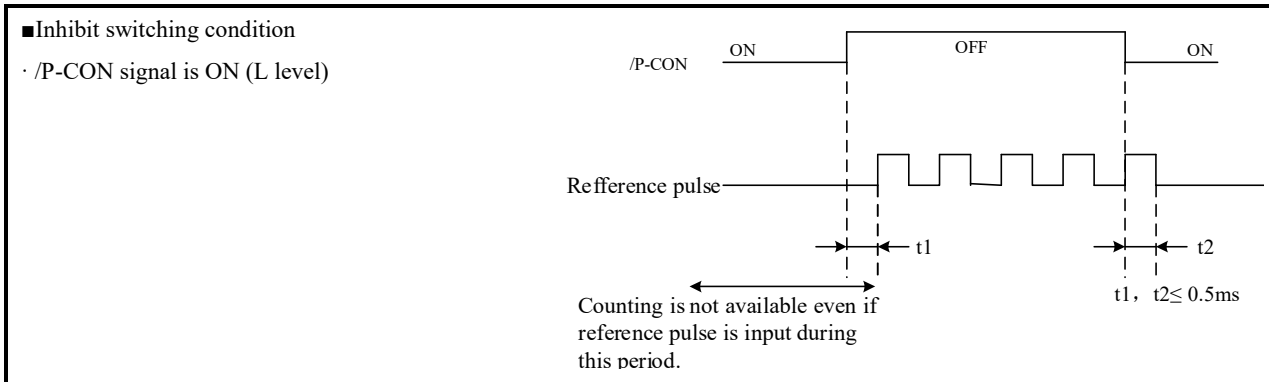 ■Inhibit switching condition
· /P-CON signal is ON (L level)
/P-CON
ON
OFF
ON
Refference pulse
t1
t2
t1， t2≤ 0.5ms
Counting is not available even if
reference pulse is input during
this period.